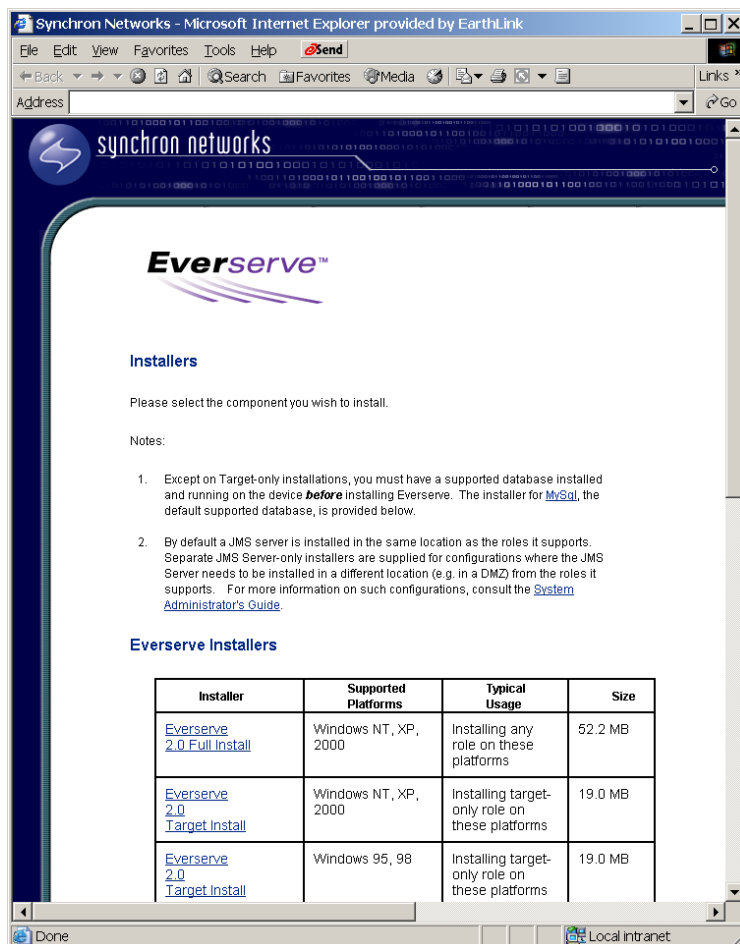 Synchron Networks - Microsoft Internet Explorer provided by EarthLink
File Edit View Favorites Tools Help eSend
Back Search Favorites Media Links »
Address Go
synchron networks
Everserve™
Installers
Please select the component you wish to install.
Notes:
1. Except on Target-only installations, you must have a supported database installed
and running on the device before installing Everserve. The installer for MySql, the
default supported database, is provided below.
2. By default a JMS server is installed in the same location as the roles it supports.
Separate JMS Server-only installers are supplied for configurations where the JMS
Server needs to be installed in a different location (e.g. in a DMZ) from the roles it
supports. For more information on such configurations, consult the System
Administrator's Guide.
Everserve Installers
Installer Supported Platforms Typical Usage Size
Everserve 2.0 Full Install Windows NT, XP, 2000 Installing any role on these platforms 52.2 MB
Everserve 2.0 Target Install Windows NT, XP, 2000 Installing target-only role on these platforms 19.0 MB
Everserve 2.0 Target Install Windows 95, 98 Installing target-only role on these platforms 19.0 MB
Done Local intranet